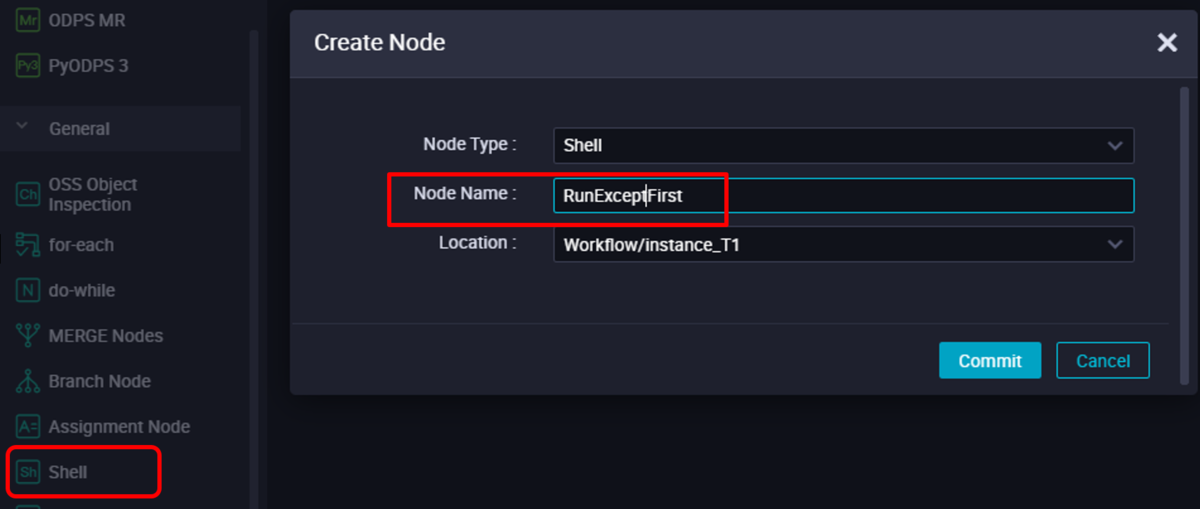 Mr ODPS MR
Py3 PyODPS 3
General
Ch OSS Object
Inspection
for-each
N do-while
MERGE Nodes
Branch Node
A= Assignment Node
Sh Shell
Create Node
Node Type :
Shell
Node Name :
RunExceptFirst
Location :
Workflow/instance_T1
Commit
Cancel